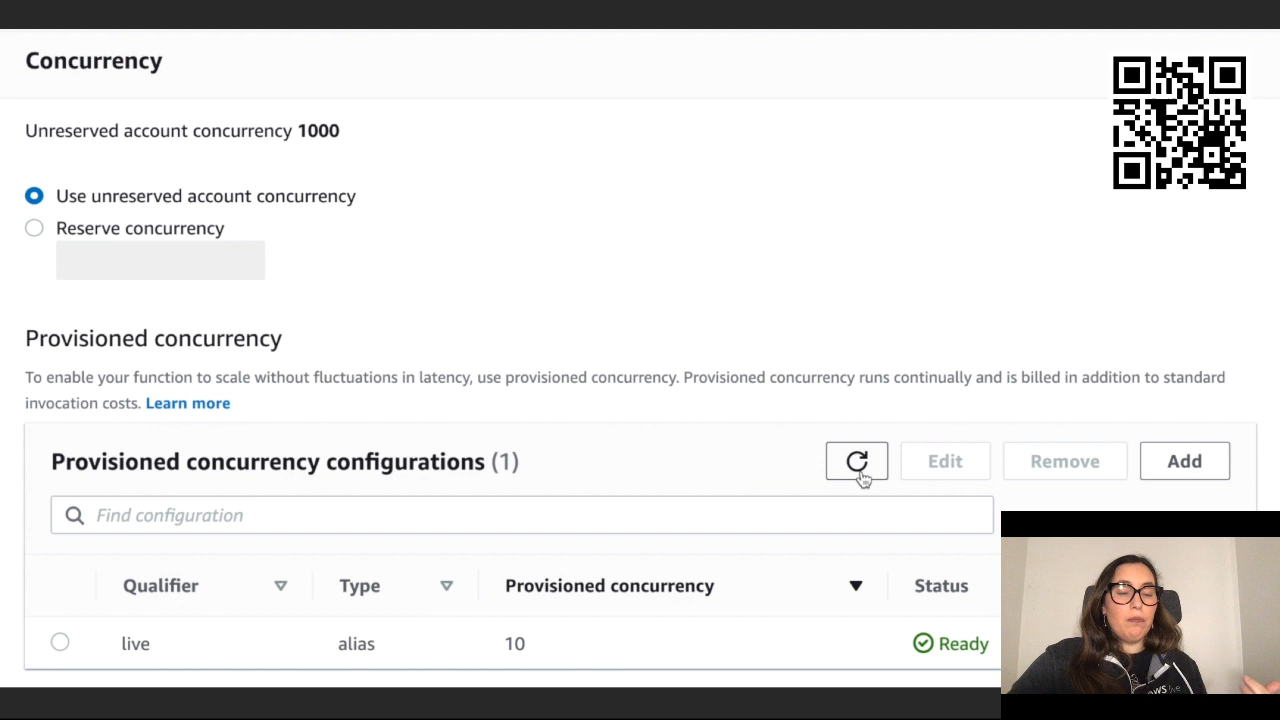 Concurrency
Unreserved account concurrency 1000
Use unreserved account concurrency
Reserve concurrency
Provisioned concurrency
To enable your function to scale without fluctuations in latency, use provisioned concurrency. Provisioned concurrency runs continually and is billed in addition to standard
invocation costs. Learn more
Provisioned concurrency configurations (1)
Edit
Remove
Add
Find configuration
Qualifier
Type
Provisioned concurrency
Status
live
alias
10
Ready